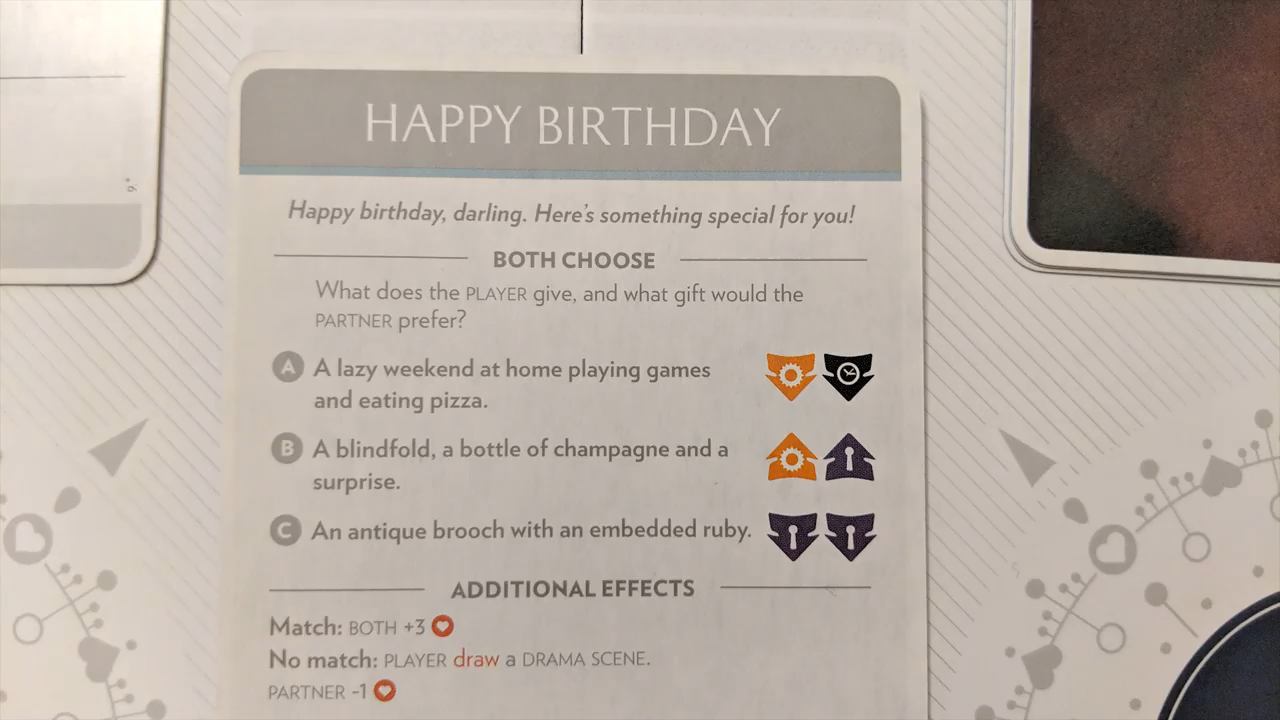 HAPPY BIRTHDAY
Happy birthday, darling. Here's something special for you!
BOTH CHOOSE
What does the PLAYER give, and what gift would the
PARTNER prefer?
A A lazy weekend at home playing games
and eating pizza.
B A blindfold, a bottle of champagne and a
surprise.
C An antique brooch with an embedded ruby.
ADDITIONAL EFFECTS
Match: BOTH +3
No match: PLAYER draw a DRAMA SCENE.
PARTNER -1